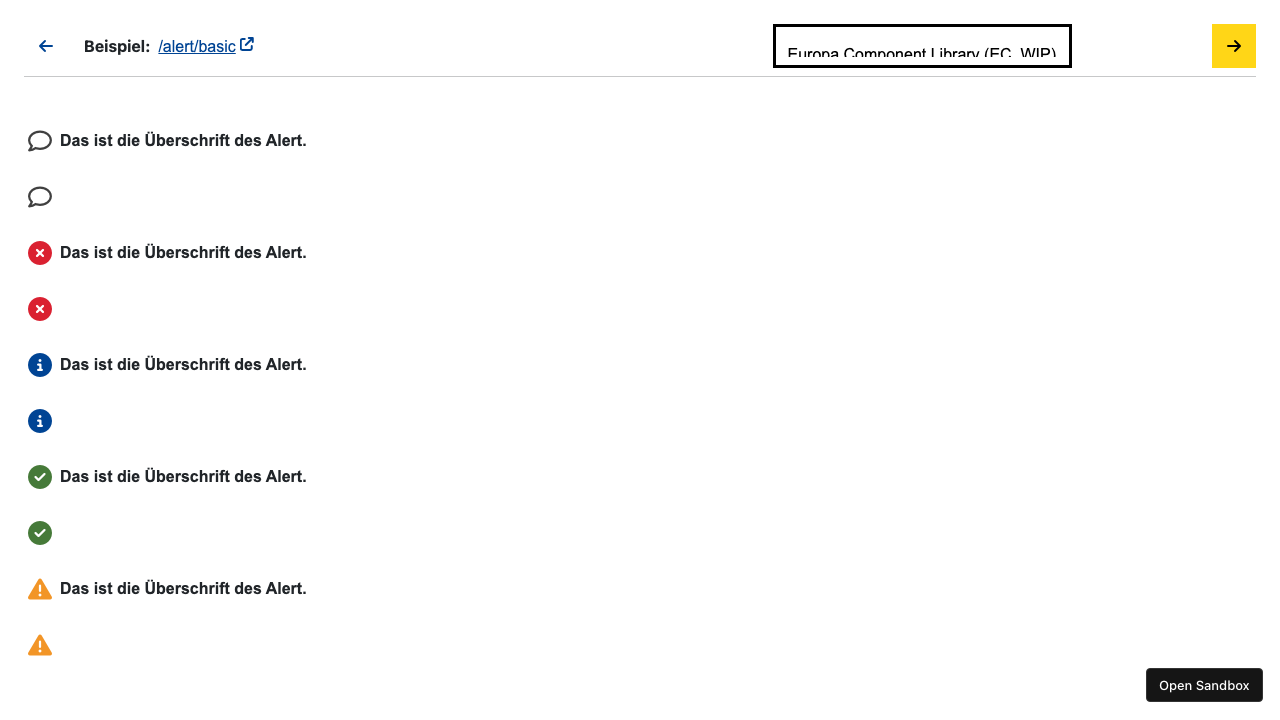 Beispiel: /alert/basic
Europa Component Library (EC, WIP)
Das ist die Überschrift des Alert.
Das ist die Überschrift des Alert.
Das ist die Überschrift des Alert.
Das ist die Überschrift des Alert.
Das ist die Überschrift des Alert.
Open Sandbox